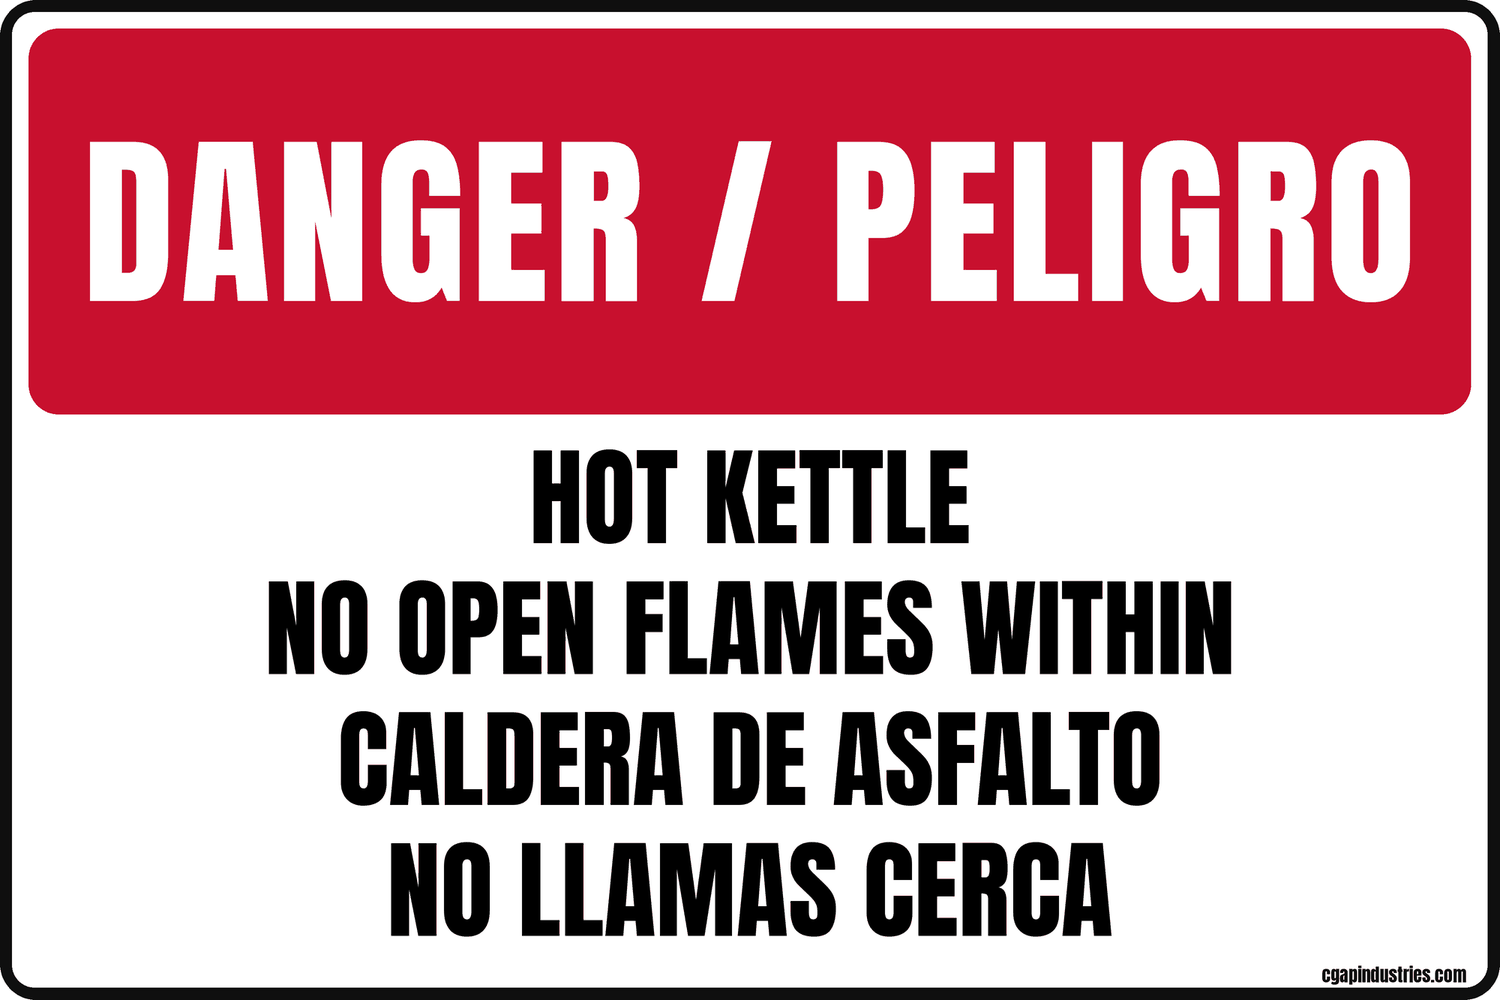 DANGER / PELIGRO
HOT KETTLE
NO OPEN FLAMES WITHIN
CALDERA DE ASFALTO
NO LLAMAS CERCA
cgapindustries.com